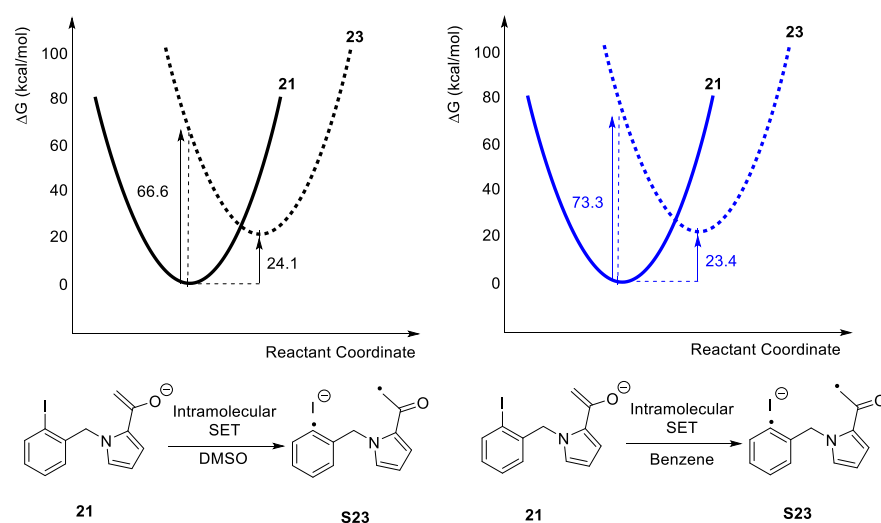 ΔG (kcal/mol)
100
80
60
40
20
0
23
21
66.6
24.1
Reactant Coordinate
ΔG (kcal/mol)
100
80
60
40
20
0
23
21
73.3
23.4
Reactant Coordinate
I
O⊖
N
Intramolecular
SET
DMSO
I⊖
O
N
21
S23
I
O⊖
N
Intramolecular
SET
Benzene
I⊖
O
N
21
S23